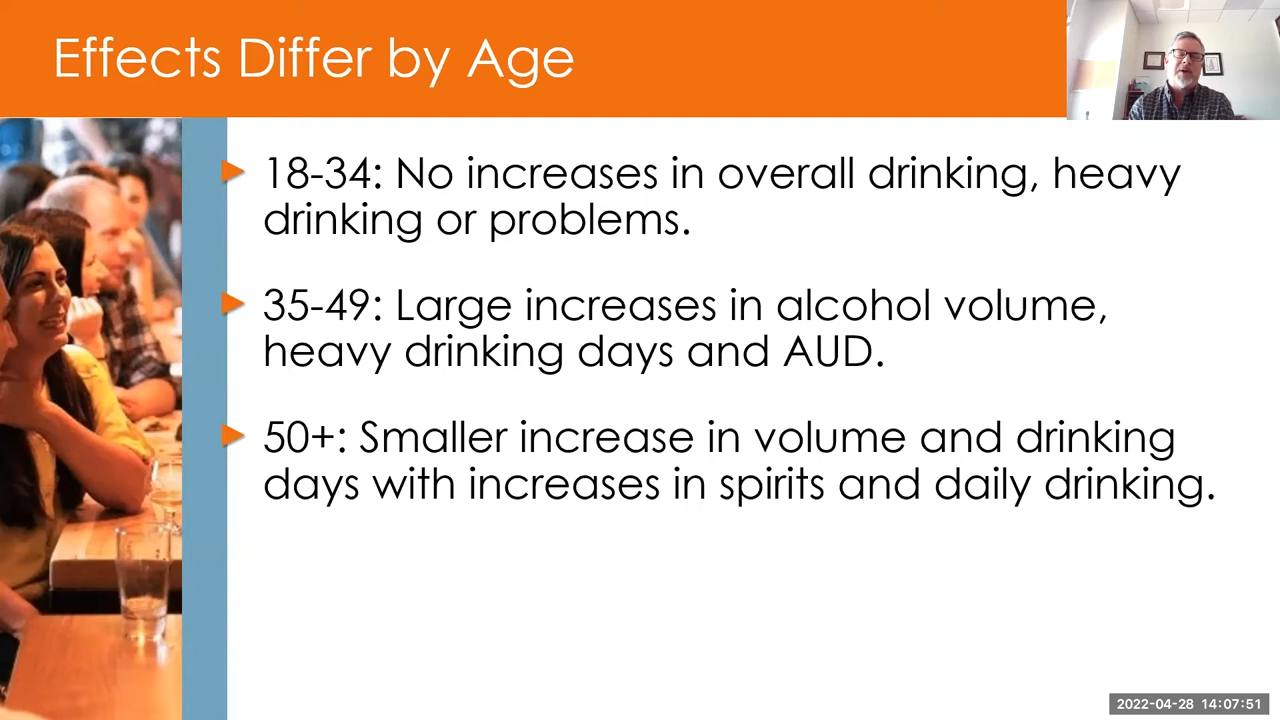 Effects Differ by Age
18-34: No increases in overall drinking, heavy
drinking or problems.
35-49: Large increases in alcohol volume,
heavy drinking days and AUD.
50+: Smaller increase in volume and drinking
days with increases in spirits and daily drinking.
2022-04-28 14:07:51